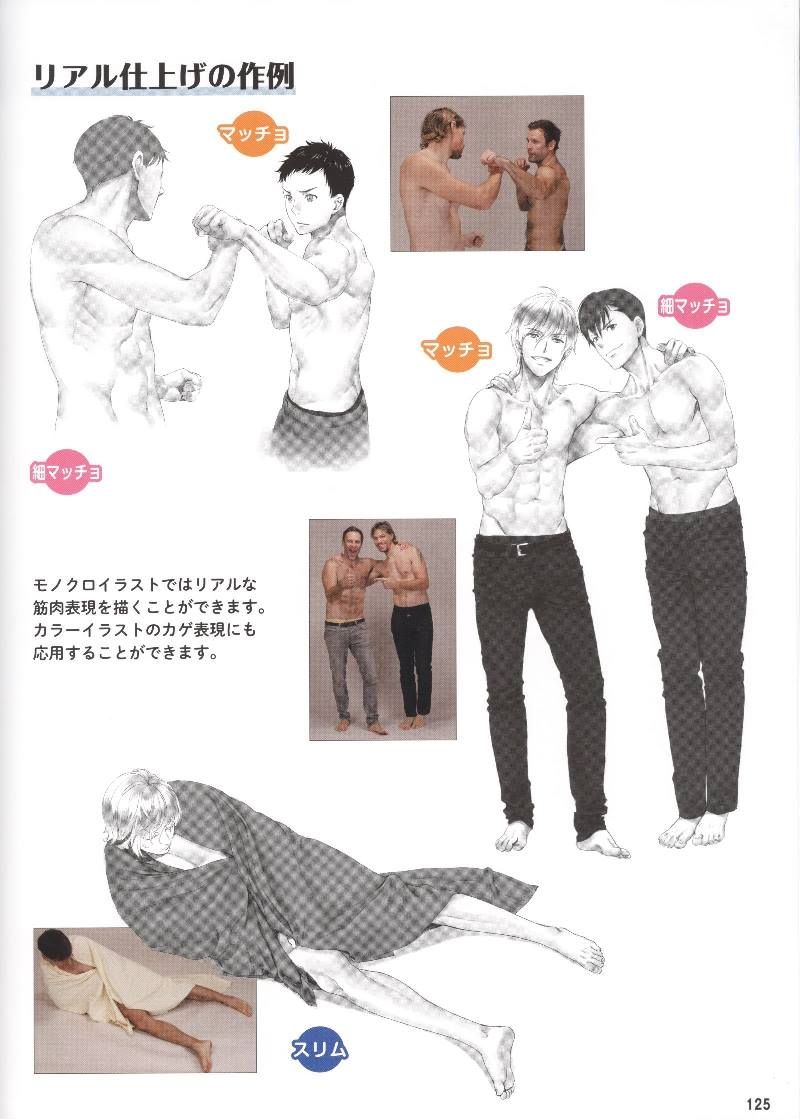 リアル仕上げの作例
マッチョ
細マッチョ
マッチョ
細マッチョ
モノクロイラストではリアルな
筋肉表現を描くことができます。
カラーイラストのカゲ表現にも
応用することができます。
スリム
125